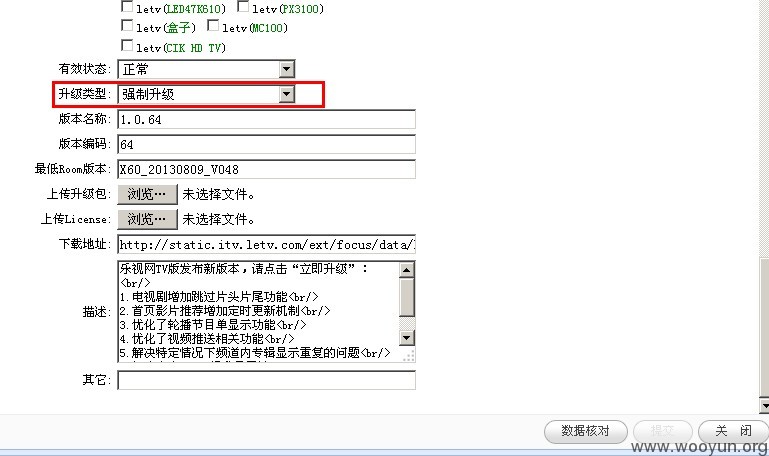 letv(LED47K610) letv(PX3100)
letv(盒子) letv(MC100)
letv(CIK HD TV)
有效状态: 正常
升级类型: 强制升级
版本名称: 1.0.64
版本编码: 64
最低Room版本: X60_20130809_V048
上传升级包: 浏览… 未选择文件。
上传License: 浏览… 未选择文件。
下载地址: http://static.itv.letv.com/ext/focus/data/
描述: 乐视网TV版发布新版本，请点击“立即升级”：
<br/>
1.电视剧增加跳过片头片尾功能<br/>
2.首页影片推荐增加定时更新机制<br/>
3.优化了轮播节目单显示功能<br/>
4.优化了视频推送相关功能<br/>
5.解决特定情况下频道内专辑显示重复的问题<br/>
其它:
数据核对 提交 关 闭
www.wooyun.org